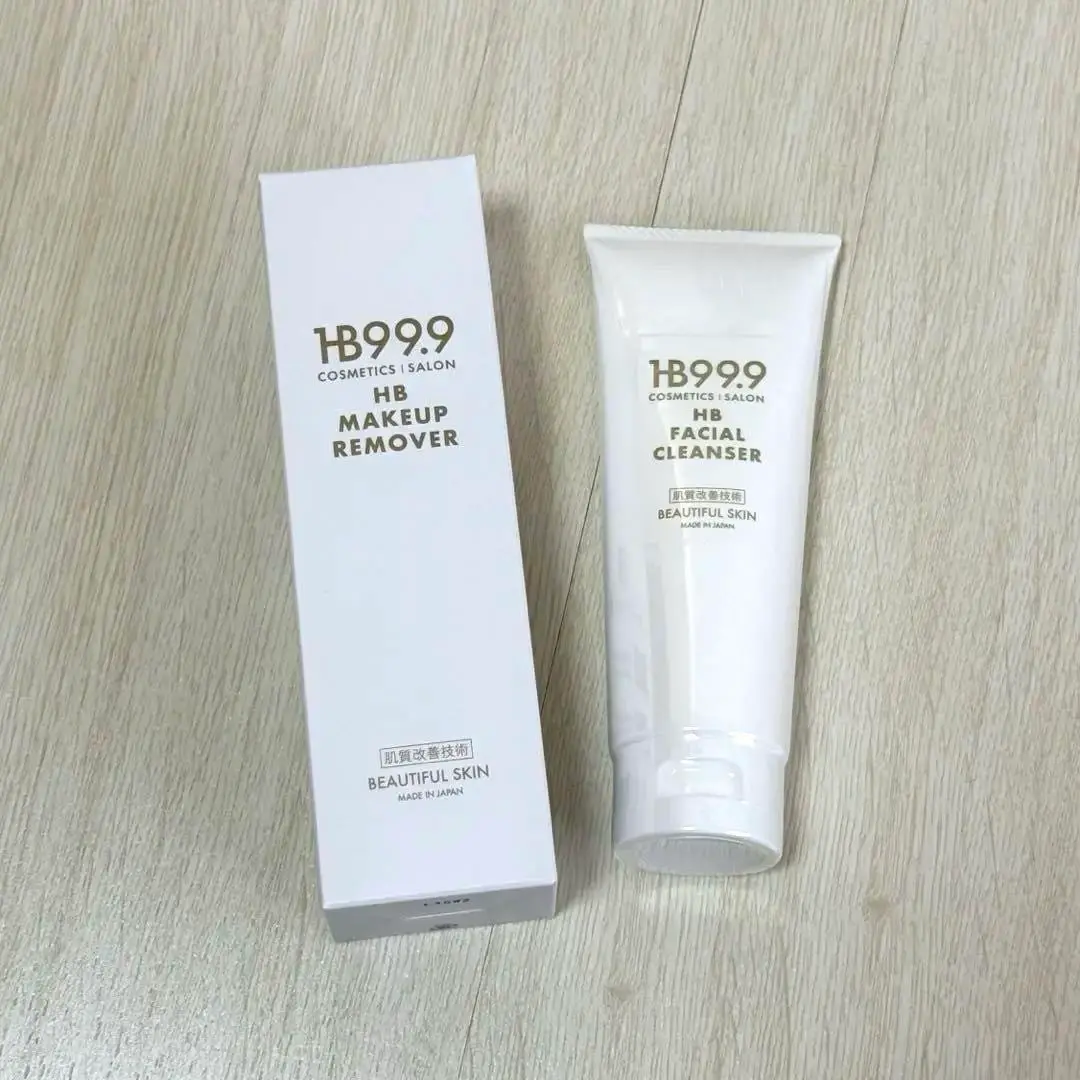 HB99.9
COSMETICS | SALON
HB
MAKEUP
REMOVER
肌質改善技術
BEAUTIFUL SKIN
MADE IN JAPAN
HB99.9
COSMETICS | SALON
HB
FACIAL
CLEANSER
肌質改善技術
BEAUTIFUL SKIN
MADE IN JAPAN